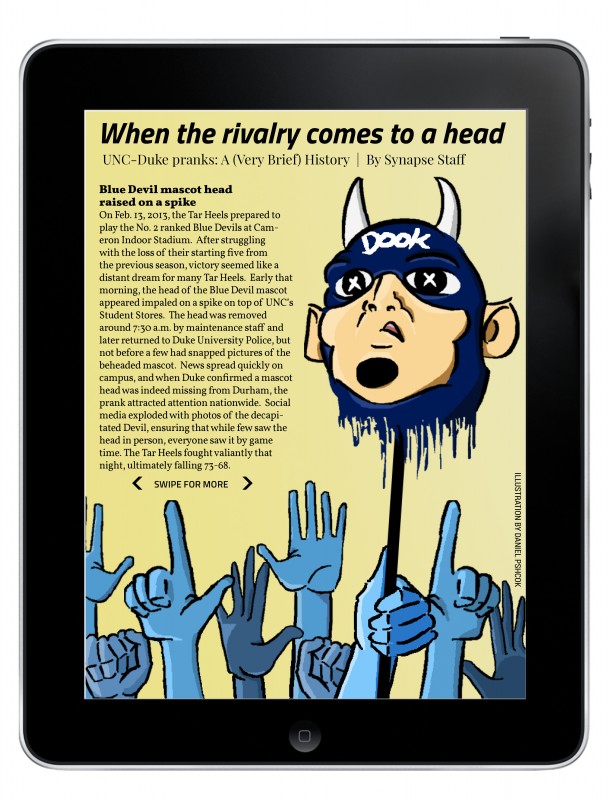 When the rivalry comes to a head
UNC-Duke pranks: A (Very Brief) History | By Synapse Staff
Blue Devil mascot head
raised on a spike
On Feb. 13, 2013, the Tar Heels prepared to
play the No. 2 ranked Blue Devils at Cam-
eron Indoor Stadium.  After struggling
with the loss of their starting five from
the previous season, victory seemed like a
distant dream for many Tar Heels.  Early that
morning, the head of the Blue Devil mascot
appeared impaled on a spike on top of UNC's
Student Stores.  The head was removed
around 7:30 a.m. by maintenance staff and
later returned to Duke University Police, but
not before a few had snapped pictures of the
beheaded mascot.  News spread quickly on
campus, and when Duke confirmed a mascot
head was indeed missing from Durham, the
prank attracted attention nationwide.  Social
media exploded with photos of the decapi-
tated Devil, ensuring that while few saw the
head in person, everyone saw it by game
time. The Tar Heels fought valiantly that
night, ultimately falling 73-68.
SWIPE FOR MORE
DOOK
ILLUSTRATION BY DANIEL PSHCOK